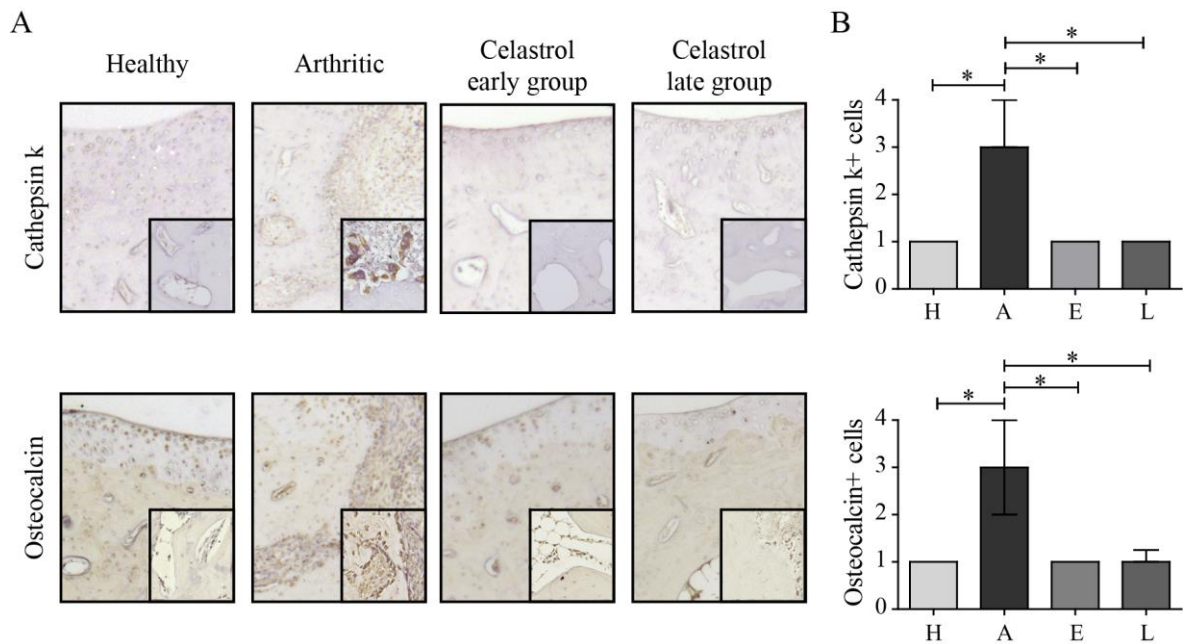 A
Healthy
Arthritic
Celastrol
early group
Celastrol
late group
Cathepsin k
Osteocalcin
B
*
*
*
Cathepsin k+ cells
4
3
2
1
0
H A E L
*
*
*
Osteocalcin+ cells
4
3
2
1
0
H A E L